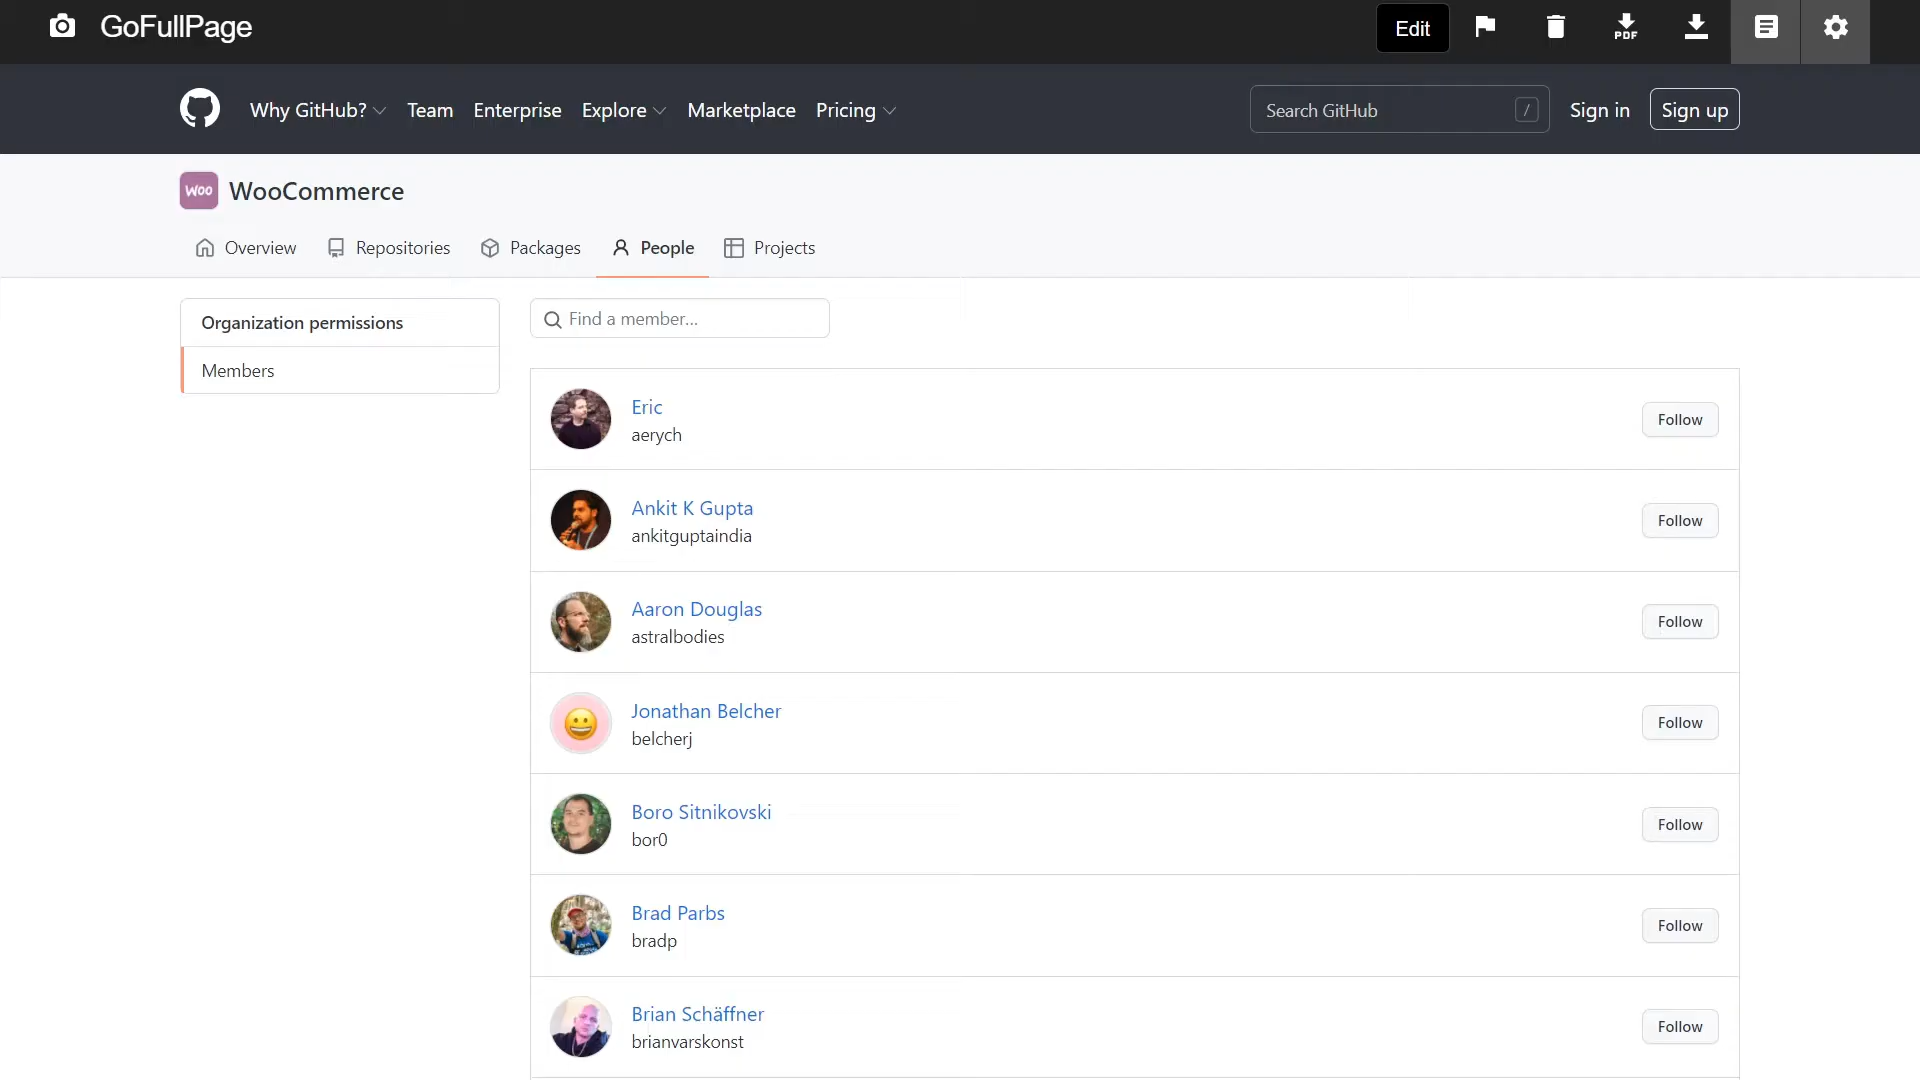 GoFullPage
Edit
PDF
Why GitHub?
Team
Enterprise
Explore
Marketplace
Pricing
Search GitHub
/
Sign in
Sign up
WOO
WooCommerce
Overview
Repositories
Packages
People
Projects
Organization permissions
Members
Find a member...
Eric
aerych
Follow
Ankit K Gupta
ankitguptaindia
Follow
Aaron Douglas
astralbodies
Follow
Jonathan Belcher
belcherj
Follow
Boro Sitnikovski
bor0
Follow
Brad Parbs
bradp
Follow
Brian Schäffner
brianvarskonst
Follow